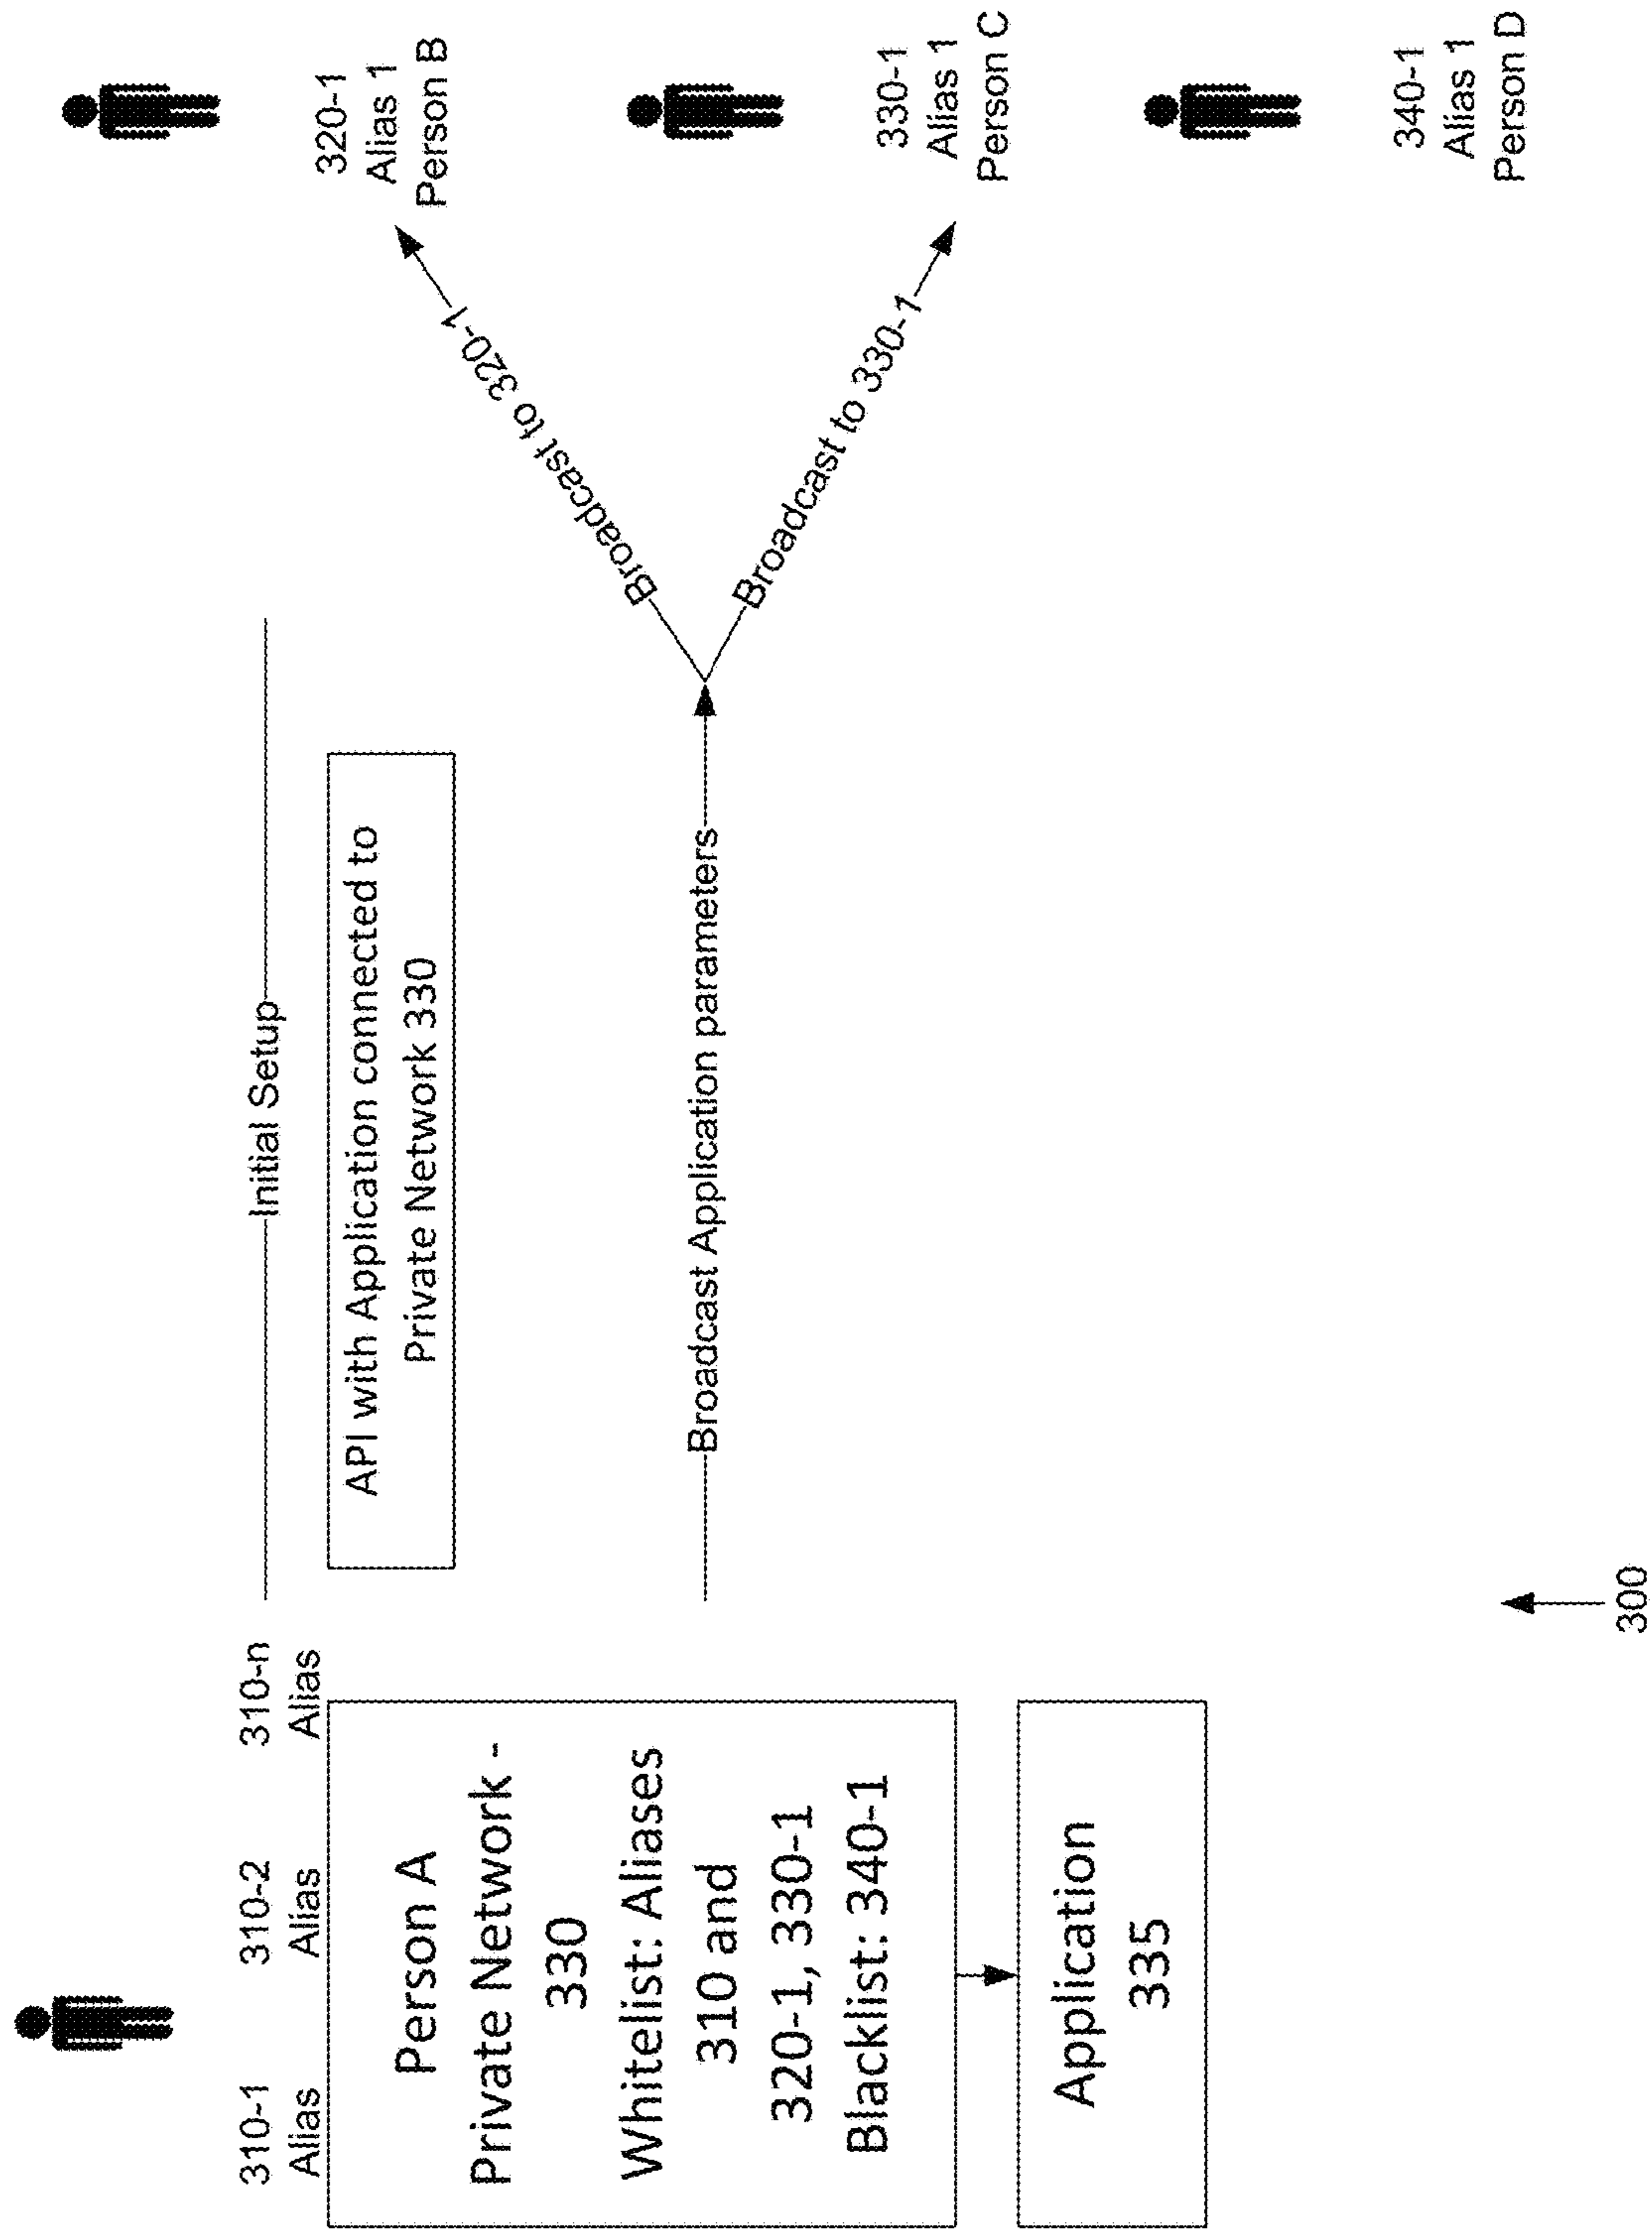 310-1
Alias
310-2
Alias
310-n
Alias
Person A
Private Network -
330
Whitelist: Aliases
310 and
320-1, 330-1
Blacklist: 340-1
Application
335
Initial Setup
API with Application connected to
Private Network 330
Broadcast Application parameters
Broadcast to 320-1
Broadcast to 330-1
320-1
Alias 1
Person B
330-1
Alias 1
Person C
340-1
Alias 1
Person D
300